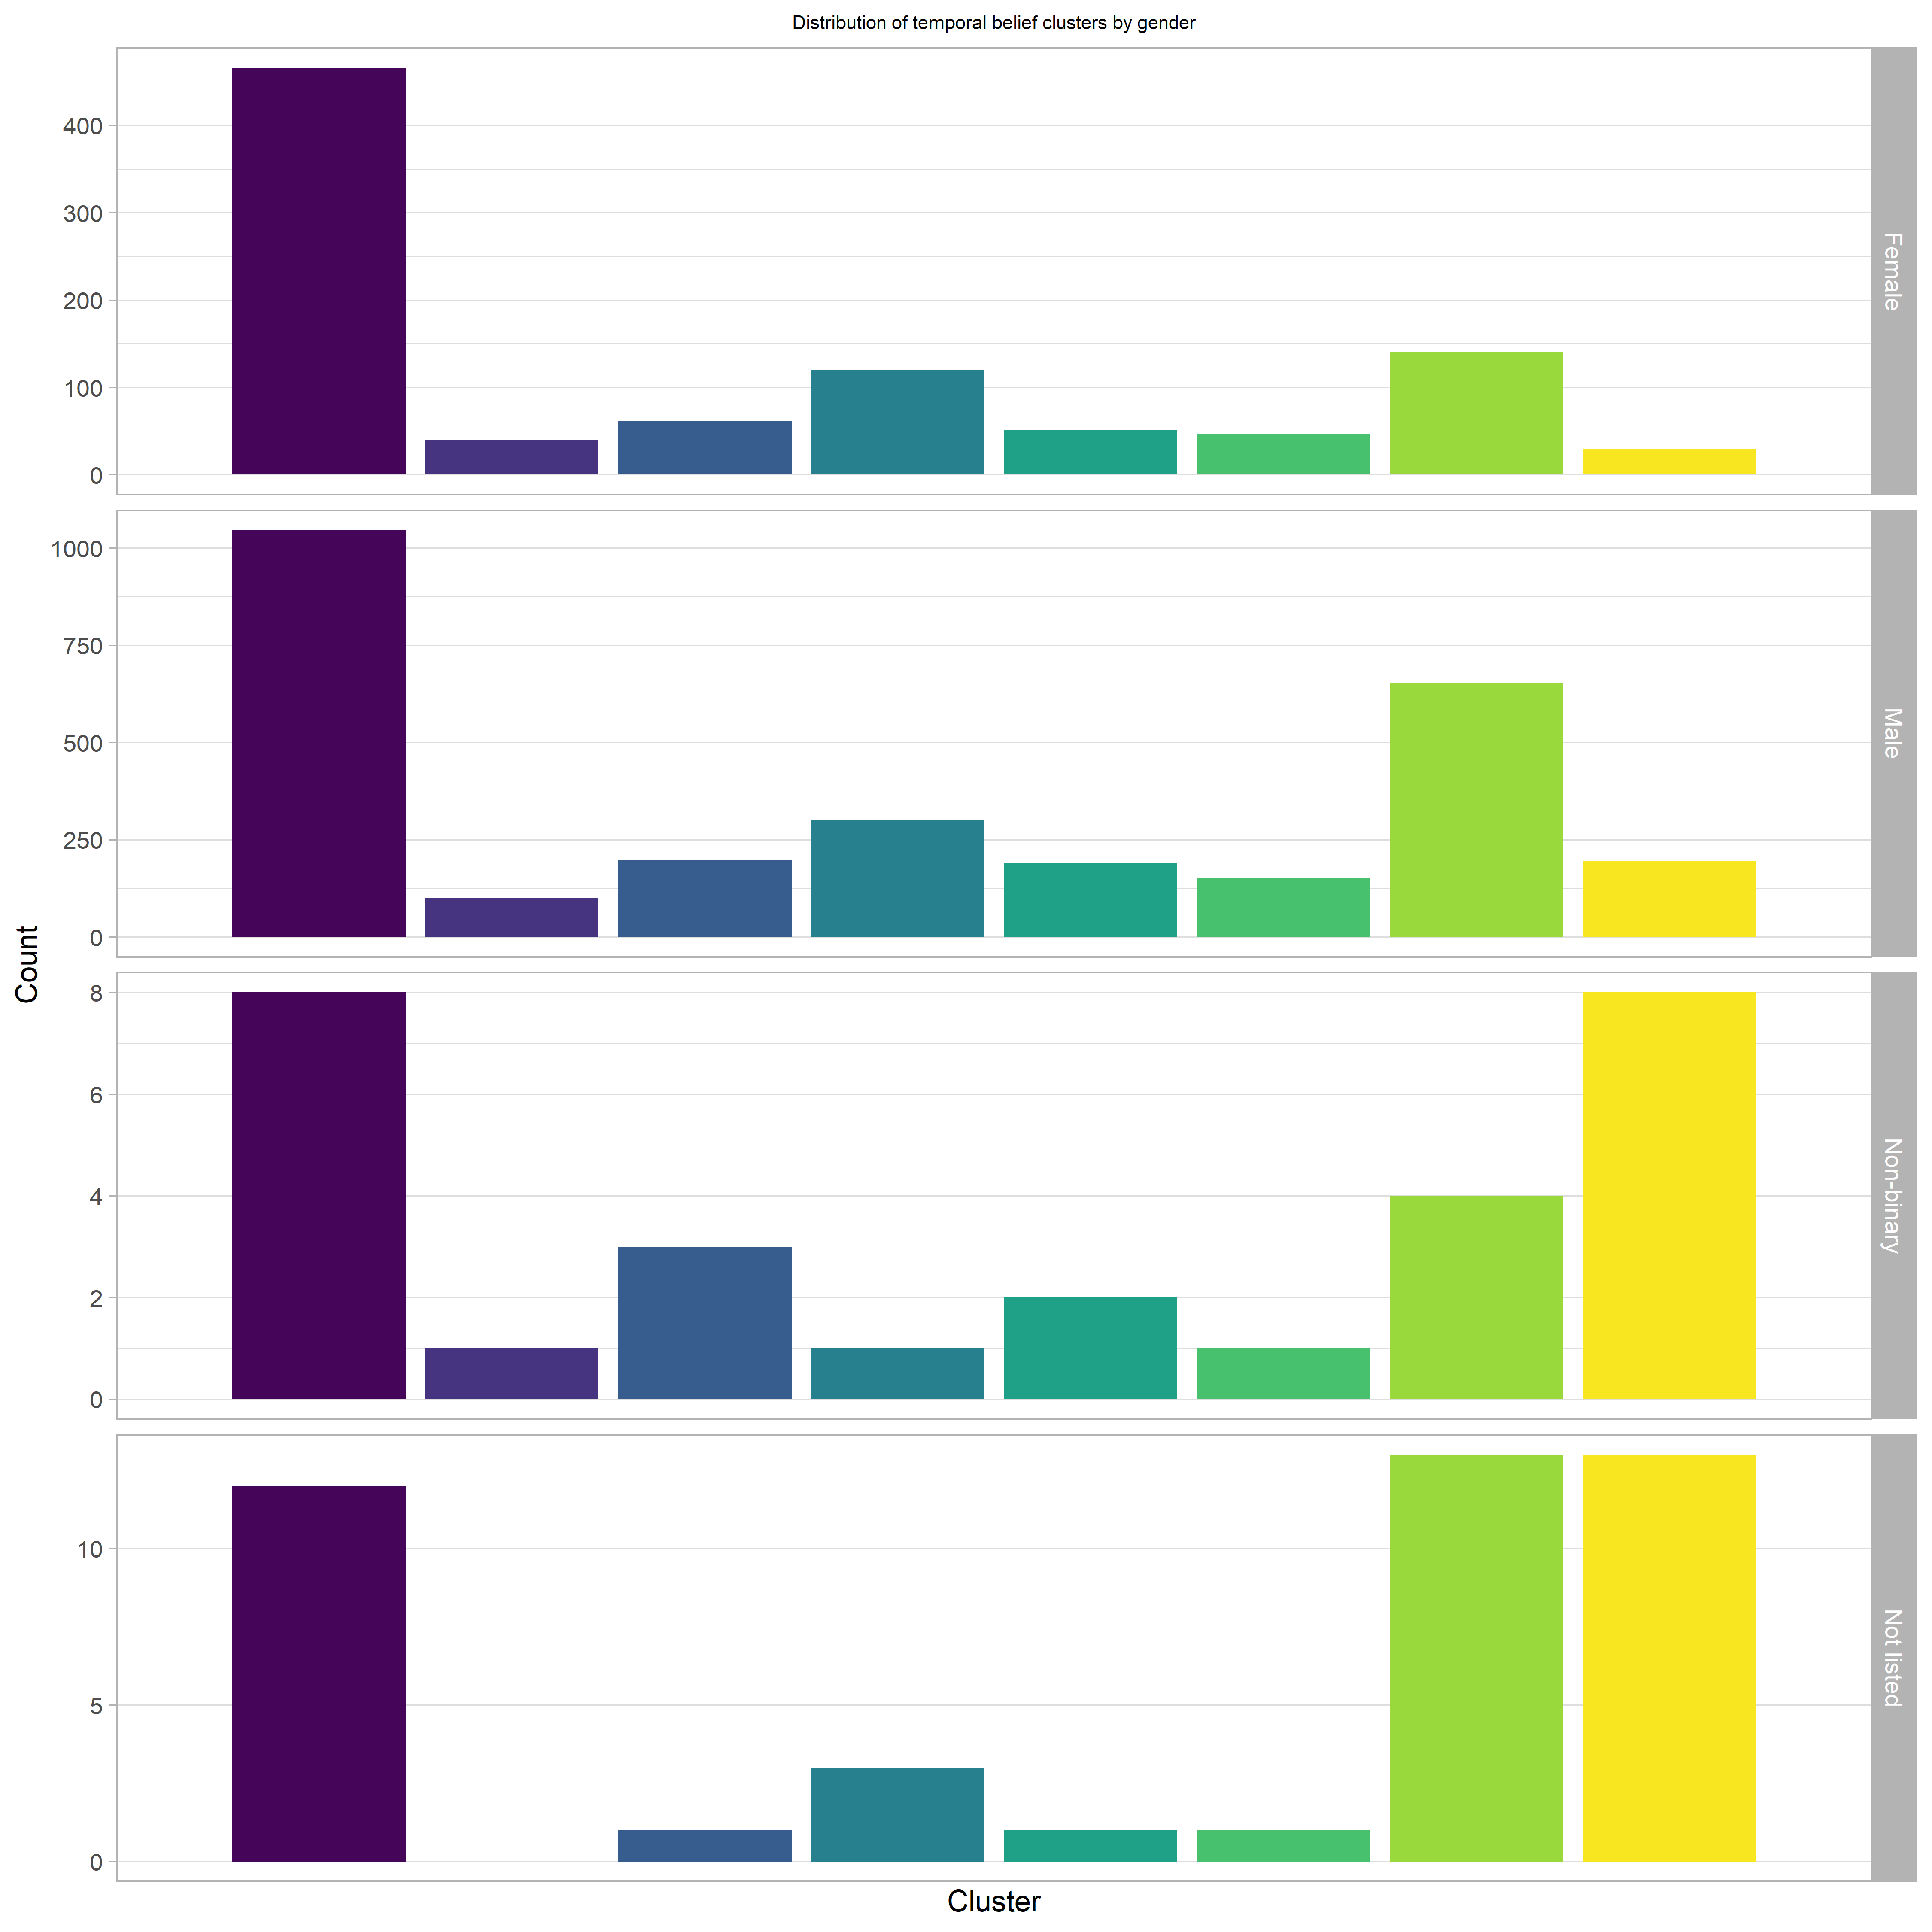 Distribution of temporal belief clusters by gender
400
300
200
100
0
Female
1000
750
500
250
0
Male
Count
8
6
4
2
0
Non-binary
10
5
0
Not listed
Cluster